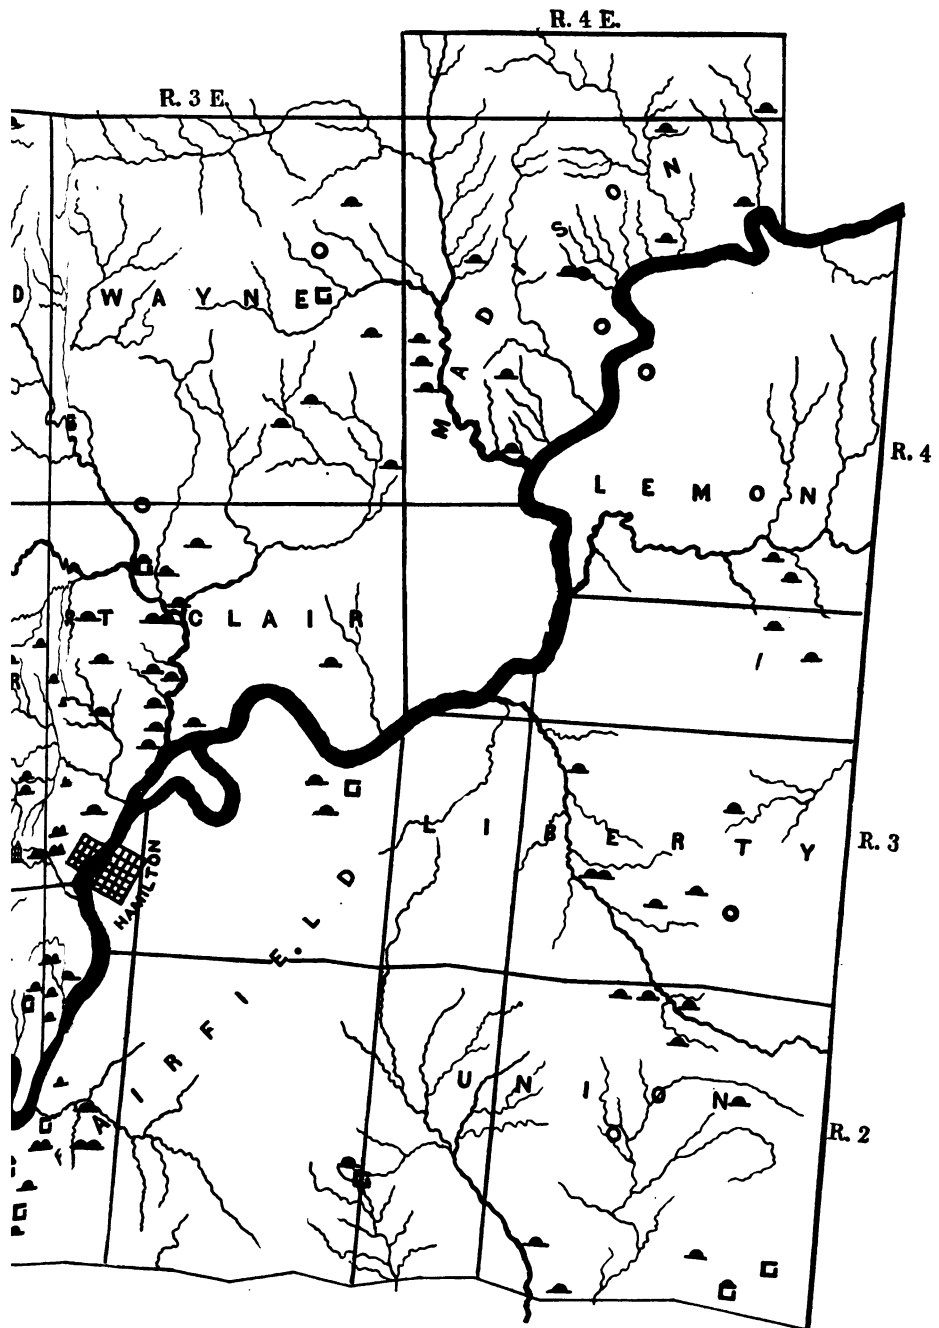 R. 4 E.
R. 3 E.
MADISON
D
WAYNE
R. 4
LEMON
ST CLAIR
R
LIBERTY
R. 3
HAMILTON
FAIRFIELD
UNION
R. 2